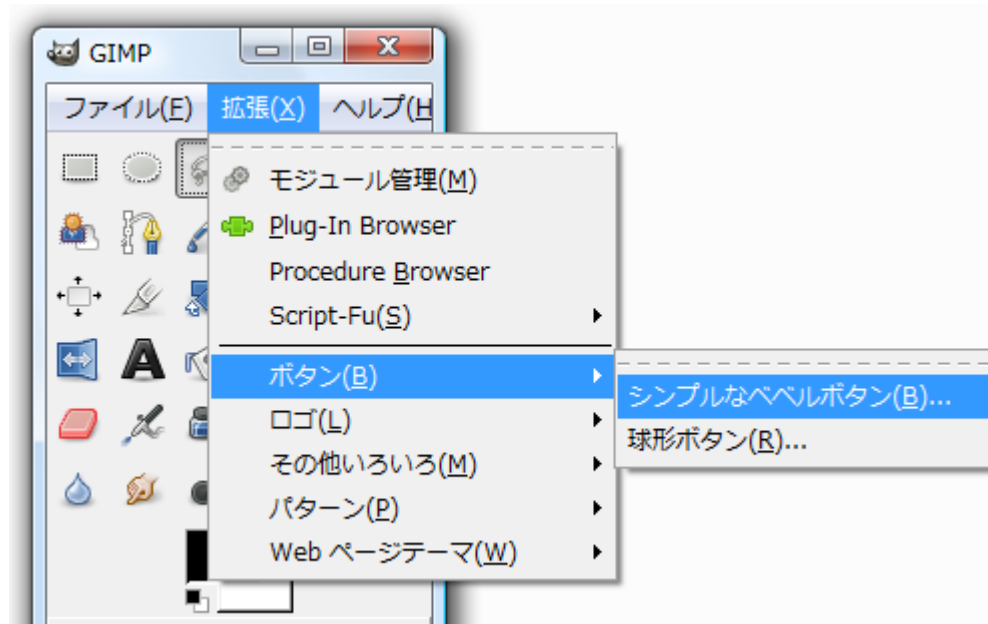 GIMP
ファイル(F) 拡張(X) ヘルプ(H
モジュール管理(M)
Plug-In Browser
Procedure Browser
Script-Fu(S)
ボタン(B)
シンプルなベベルボタン(B)...
球形ボタン(R)...
ロゴ(L)
その他いろいろ(M)
パターン(P)
Web ページテーマ(W)